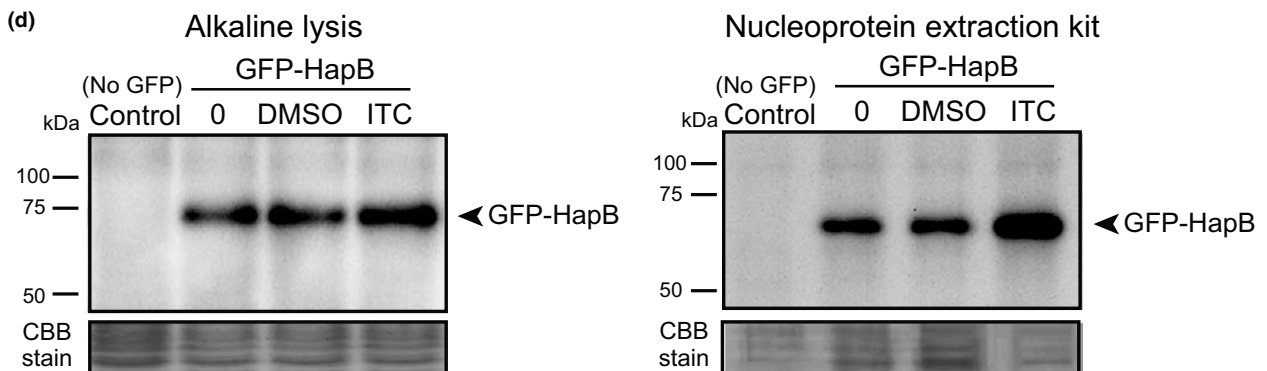 (d)
Alkaline lysis
GFP-HapB
(No GFP)
kDa Control 0 DMSO ITC
100
75
GFP-HapB
50
CBB
stain
Nucleoprotein extraction kit
GFP-HapB
(No GFP)
kDa Control 0 DMSO ITC
100
75
GFP-HapB
50
CBB
stain